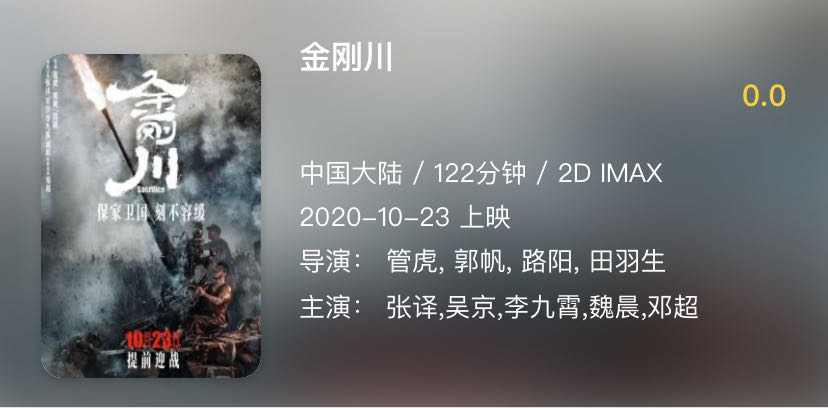 金刚川
Sacrifice
保家卫国 刻不容缓
10月23日
提前迎战
金刚川
0.0
中国大陆 / 122分钟 / 2D IMAX
2020-10-23 上映
导演： 管虎, 郭帆, 路阳, 田羽生
主演： 张译,吴京,李九霄,魏晨,邓超